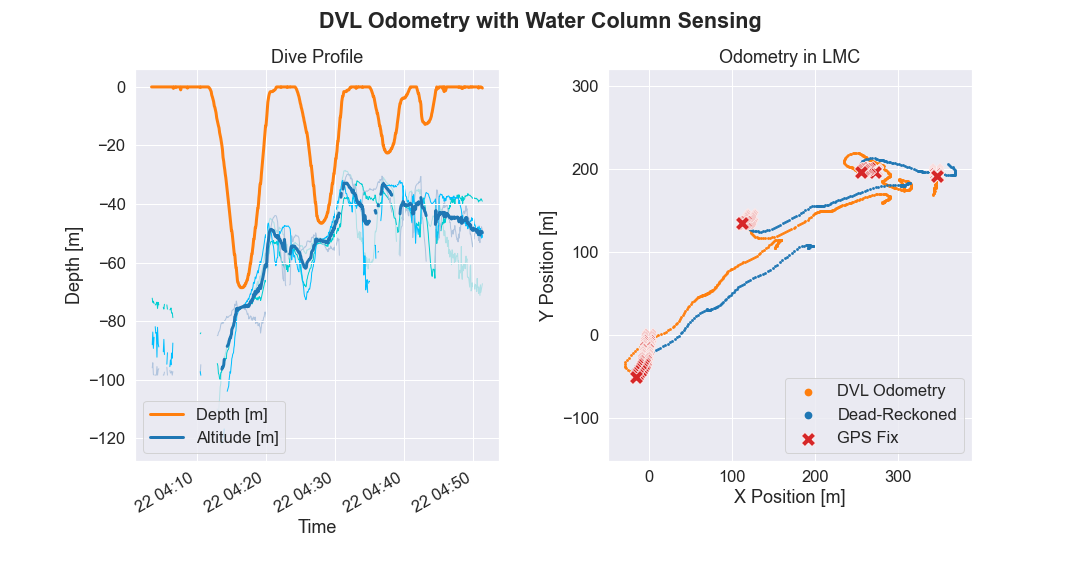 DVL Odometry with Water Column Sensing
Dive Profile
Depth [m]
0
−20
−40
−60
−80
−100
−120
Depth [m]
Altitude [m]
22 04:10
22 04:20
22 04:30
22 04:40
22 04:50
Time
Odometry in LMC
Y Position [m]
300
200
100
0
−100
DVL Odometry
Dead-Reckoned
GPS Fix
0
100
200
300
X Position [m]